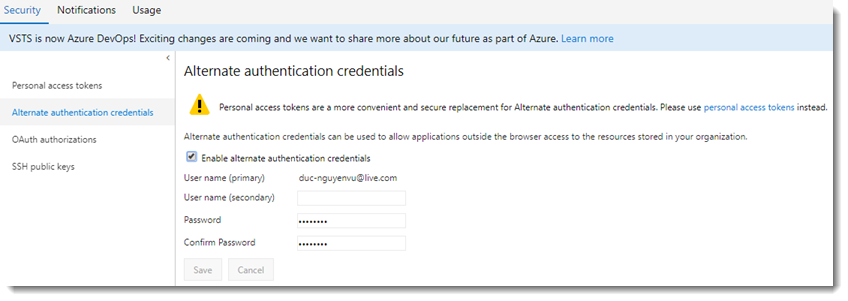 Security Notifications Usage
VSTS is now Azure DevOps! Exciting changes are coming and we want to share more about our future as part of Azure. Learn more
Personal access tokens
Alternate authentication credentials
OAuth authorizations
SSH public keys
Alternate authentication credentials
Personal access tokens are a more convenient and secure replacement for Alternate authentication credentials. Please use personal access tokens instead.
Alternate authentication credentials can be used to allow applications outside the browser access to the resources stored in your organization.
Enable alternate authentication credentials
User name (primary) duc-nguyenvu@live.com
User name (secondary)
Password ••••••••
Confirm Password ••••••••
Save Cancel